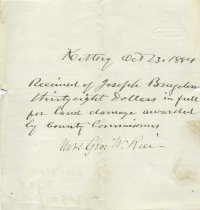 Kittery Oct 23. 1884
Received of Joseph Bragdon
thirtyeight Dollars in full
for land damage awarded
by County Commissioners
Mrs Geo. W. Rice